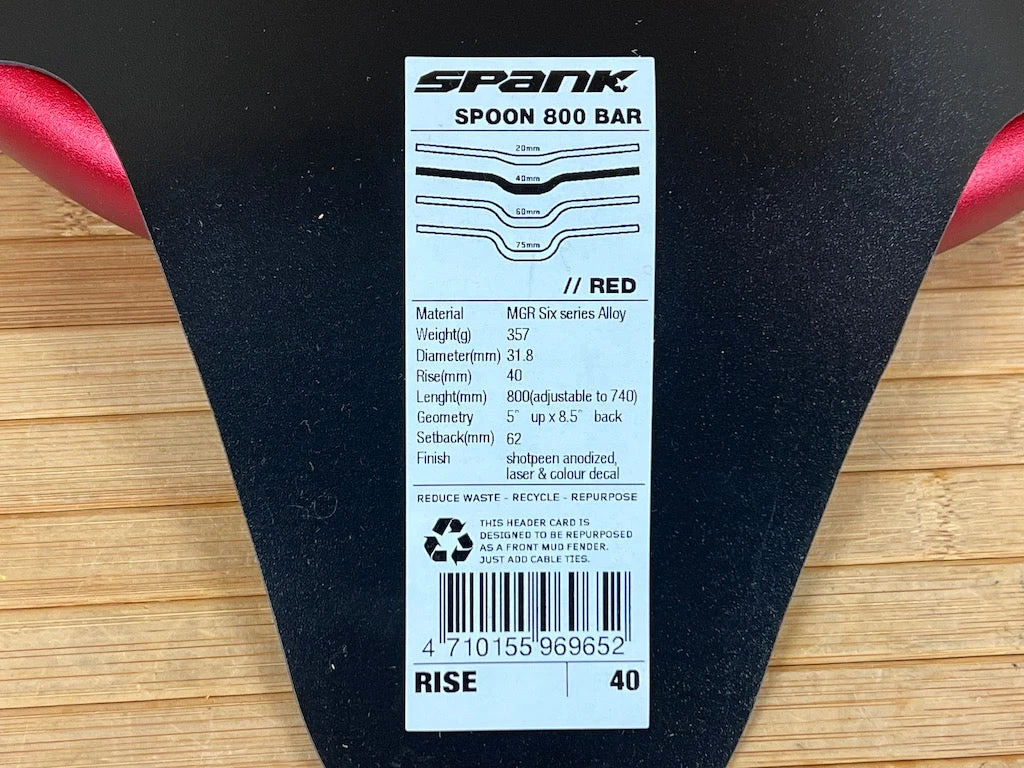 SPANK
SPOON 800 BAR
20mm
40mm
60mm
75mm
// RED
Material MGR Six series Alloy
Weight(g) 357
Diameter(mm) 31.8
Rise(mm) 40
Lenght(mm) 800(adjustable to 740)
Geometry 5° up x 8.5° back
Setback(mm) 62
Finish shotpeen anodized,
laser & colour decal
REDUCE WASTE - RECYCLE - REPURPOSE
THIS HEADER CARD IS
DESIGNED TO BE REPURPOSED
AS A FRONT MUD FENDER.
JUST ADD CABLE TIES.
4 710155 969652
RISE 40